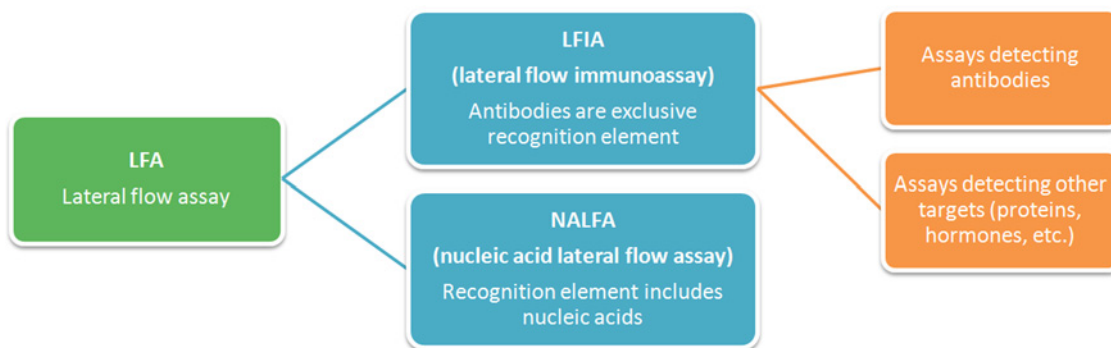 LFA
Lateral flow assay
LFIA
(lateral flow immunoassay)
Antibodies are exclusive
recognition element
NALFA
(nucleic acid lateral flow assay)
Recognition element includes
nucleic acids
Assays detecting
antibodies
Assays detecting other
targets (proteins,
hormones, etc.)